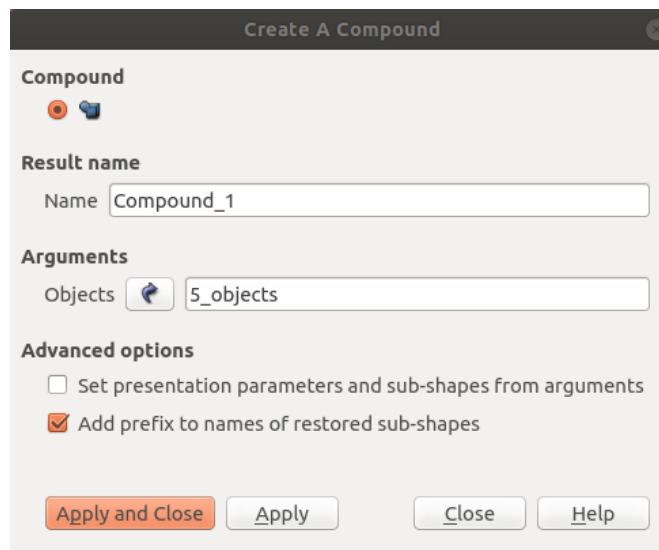 Create A Compound
Compound
Result name
Name Compound_1
Arguments
Objects 5_objects
Advanced options
Set presentation parameters and sub-shapes from arguments
Add prefix to names of restored sub-shapes
Apply and Close Apply Close Help